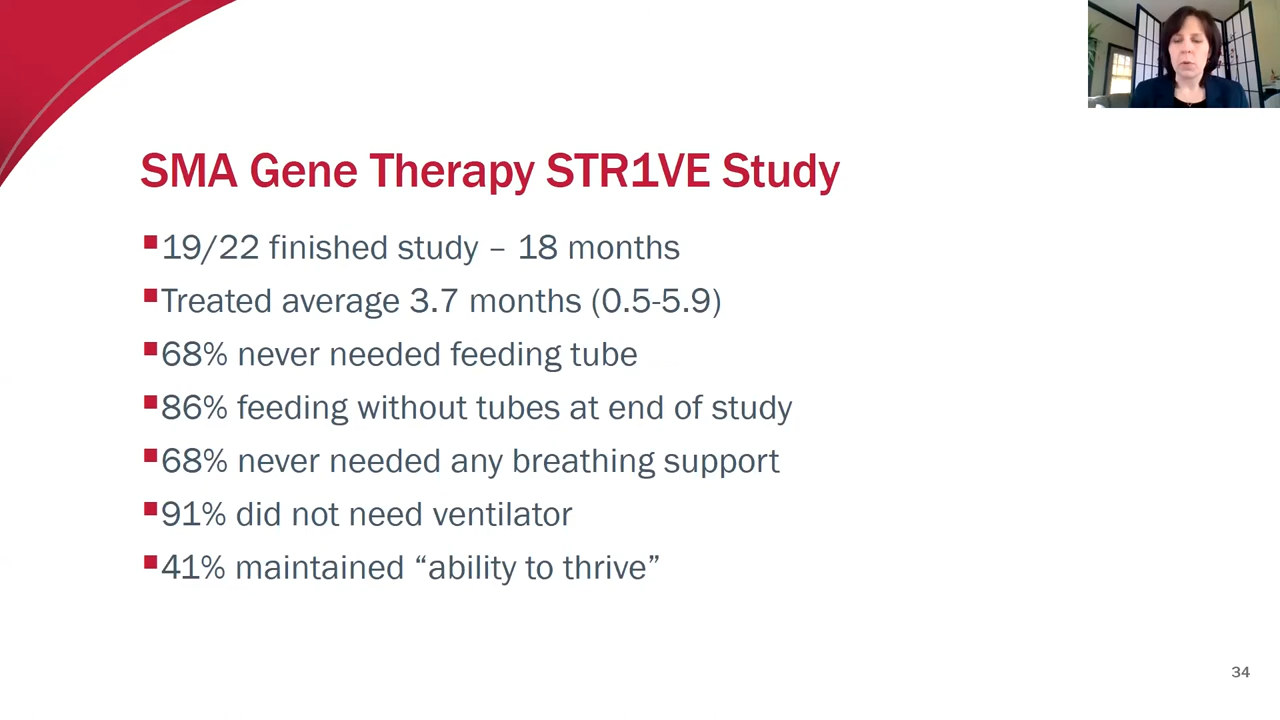 SMA Gene Therapy STR1VE Study
▪19/22 finished study – 18 months
▪Treated average 3.7 months (0.5-5.9)
▪68% never needed feeding tube
▪86% feeding without tubes at end of study
▪68% never needed any breathing support
▪91% did not need ventilator
▪41% maintained “ability to thrive”
34